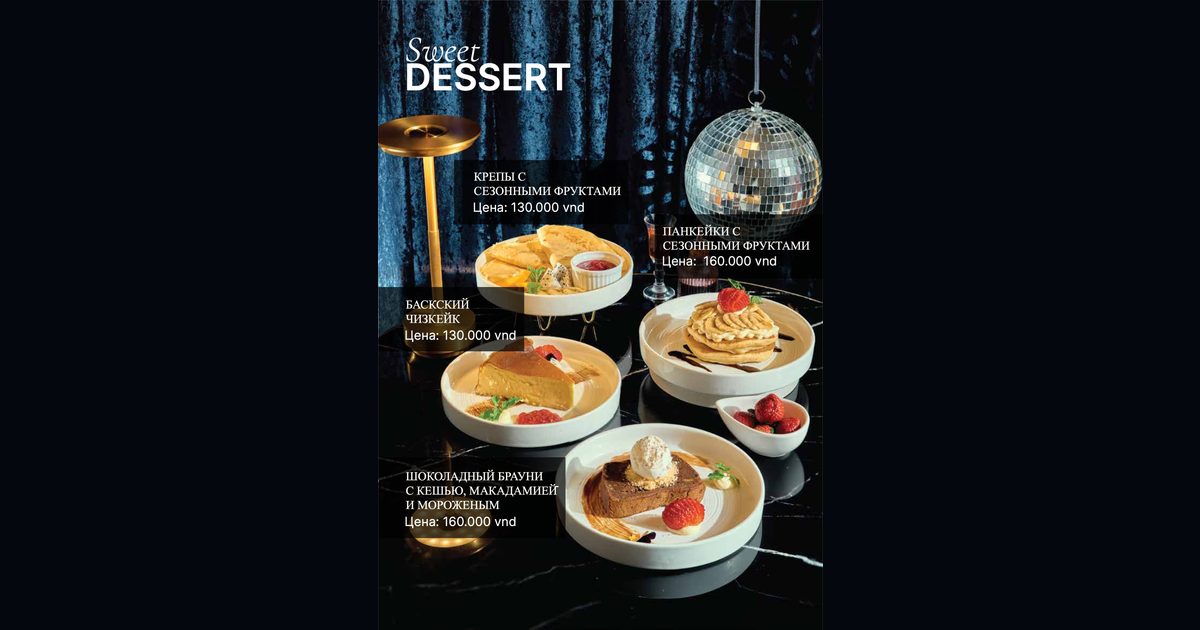 Sweet
DESSERT
КРЕПЫ С
СЕЗОННЫМИ ФРУКТАМИ
Цена: 130.000 vnd
ПАНКЕЙКИ С
СЕЗОННЫМИ ФРУКТАМИ
Цена: 160.000 vnd
БАСКСКИЙ
ЧИЗКЕЙК
Цена: 130.000 vnd
ШОКОЛАДНЫЙ БРАУНИ
С КЕШЬЮ, МАКАДАМИЕЙ
И МОРОЖЕНЫМ
Цена: 160.000 vnd